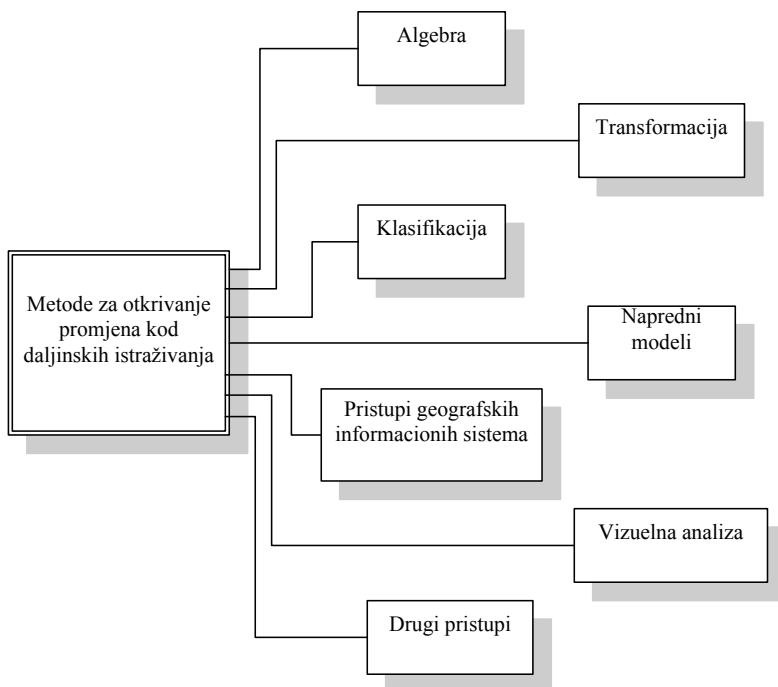 Algebra
Transformacija
Klasifikacija
Metode za otkrivanje
promjena kod
daljinskih istraživanja
Napredni
modeli
Pristupi geografskih
informacionih sistema
Vizuelna analiza
Drugi pristupi